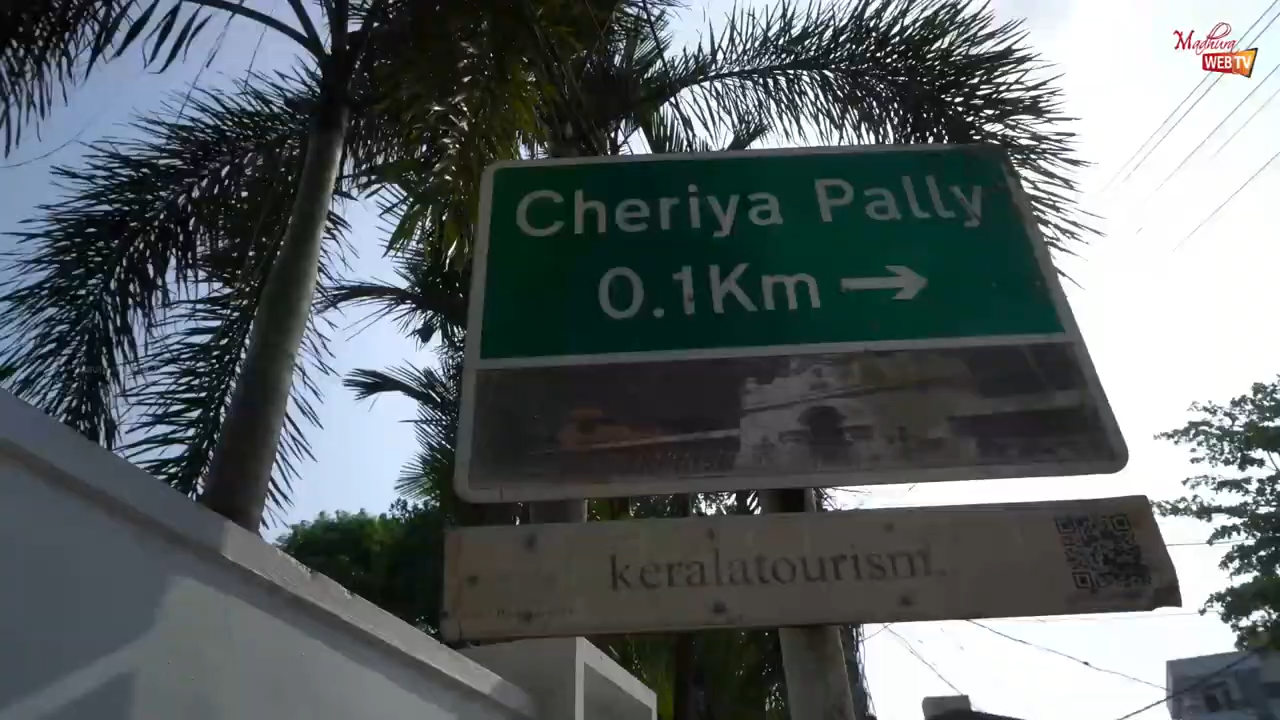 Madhura
WEB TV
Cheriya Pally
0.1Km →
keralatourism.